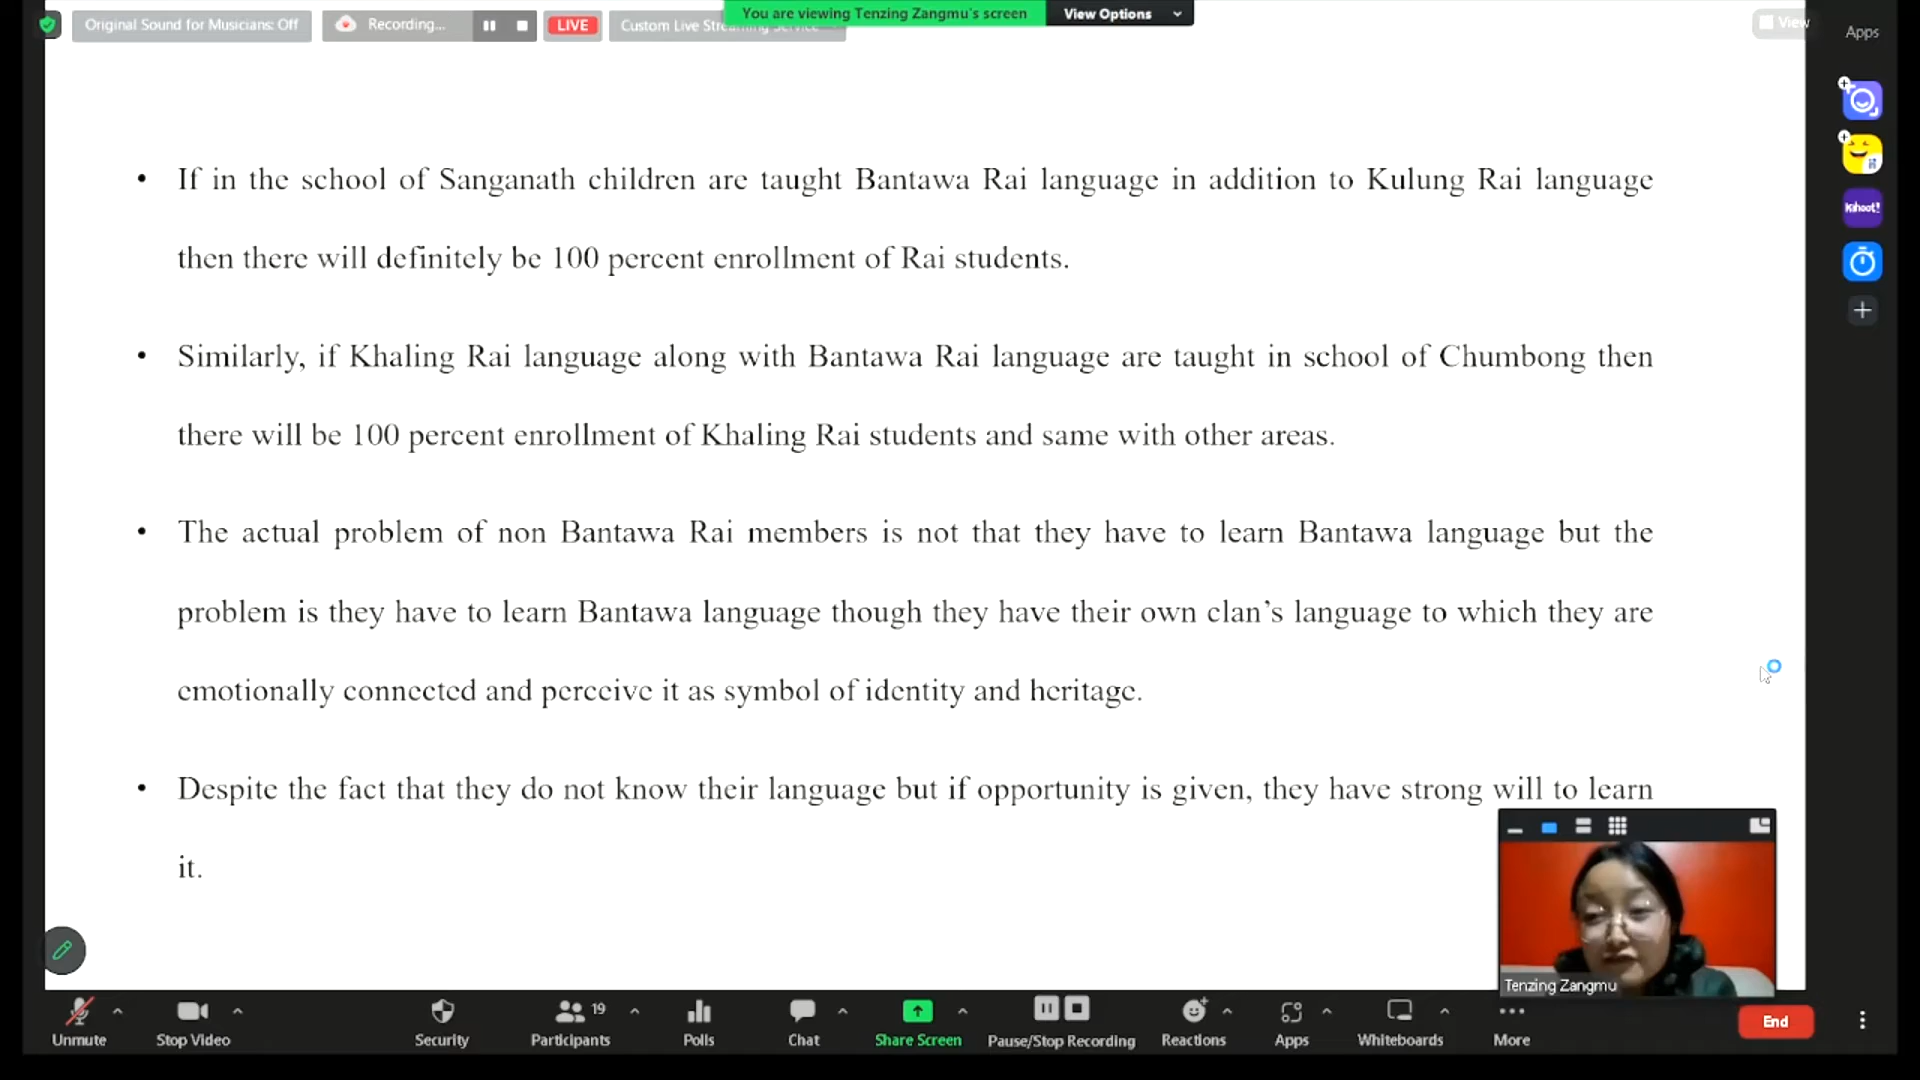 Original Sound for Musicians: Off
Recording...
LIVE
Custom Live Streaming Service
You are viewing Tenzing Zangmu's screen
View Options
View
Apps
• If in the school of Sanganath children are taught Bantawa Rai language in addition to Kulung Rai language
then there will definitely be 100 percent enrollment of Rai students.
• Similarly, if Khaling Rai language along with Bantawa Rai language are taught in school of Chumbong then
there will be 100 percent enrollment of Khaling Rai students and same with other areas.
• The actual problem of non Bantawa Rai members is not that they have to learn Bantawa language but the
problem is they have to learn Bantawa language though they have their own clan's language to which they are
emotionally connected and perceive it as symbol of identity and heritage.
• Despite the fact that they do not know their language but if opportunity is given, they have strong will to learn
it.
Kahoot!
Tenzing Zangmu
19
Unmute
Stop Video
Security
Participants
Polls
Chat
Share Screen
Pause/Stop Recording
Reactions
Apps
Whiteboards
More
End